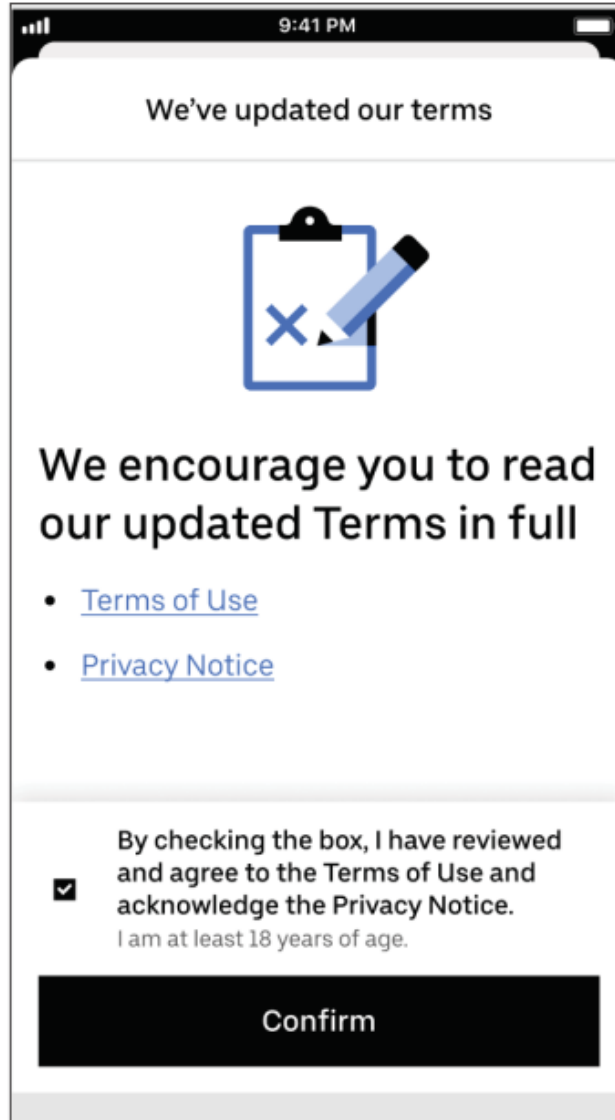 9:41 PM
We’ve updated our terms
We encourage you to read
our updated Terms in full
• Terms of Use
• Privacy Notice
By checking the box, I have reviewed
and agree to the Terms of Use and
acknowledge the Privacy Notice.
I am at least 18 years of age.
Confirm